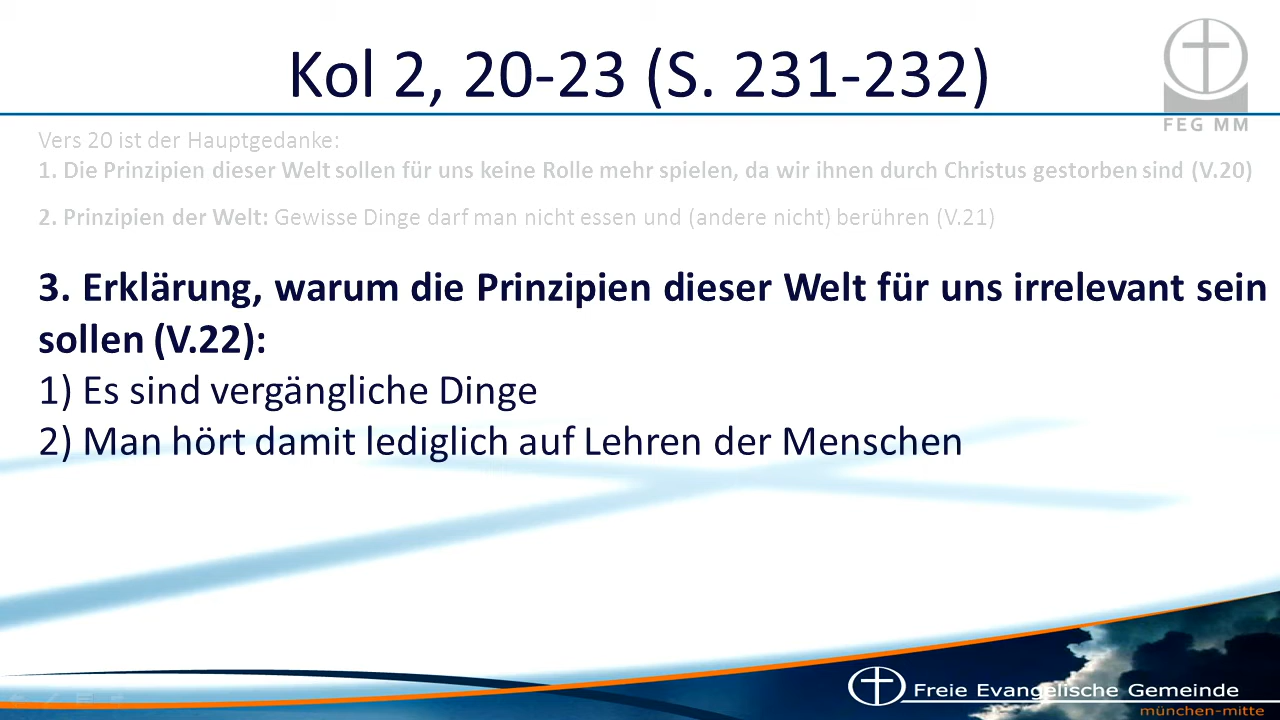 Kol 2, 20-23 (S. 231-232)
FEG MM
Vers 20 ist der Hauptgedanke:
1. Die Prinzipien dieser Welt sollen für uns keine Rolle mehr spielen, da wir ihnen durch Christus gestorben sind (V.20)
2. Prinzipien der Welt: Gewisse Dinge darf man nicht essen und (andere nicht) berühren (V.21)
3. Erklärung, warum die Prinzipien dieser Welt für uns irrelevant sein
sollen (V.22):
1) Es sind vergängliche Dinge
2) Man hört damit lediglich auf Lehren der Menschen
Freie Evangelische Gemeinde
münchen-mitte